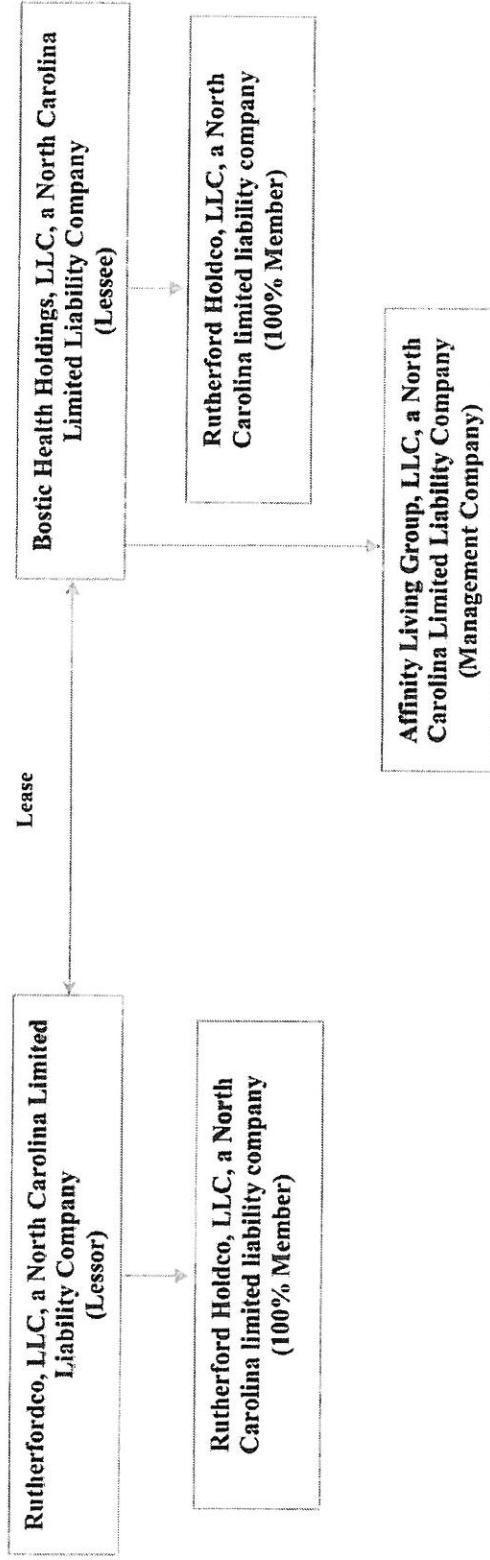 Rutherfordco, LLC, a North Carolina Limited
Liability Company
(Lessor)
Rutherford Holdco, LLC, a North
Carolina limited liability company
(100% Member)
Lease
Bostic Health Holdings, LLC, a North Carolina
Limited Liability Company
(Lessee)
Rutherford Holdco, LLC, a North
Carolina limited liability company
(100% Member)
Affinity Living Group, LLC, a North
Carolina Limited Liability Company
(Management Company)